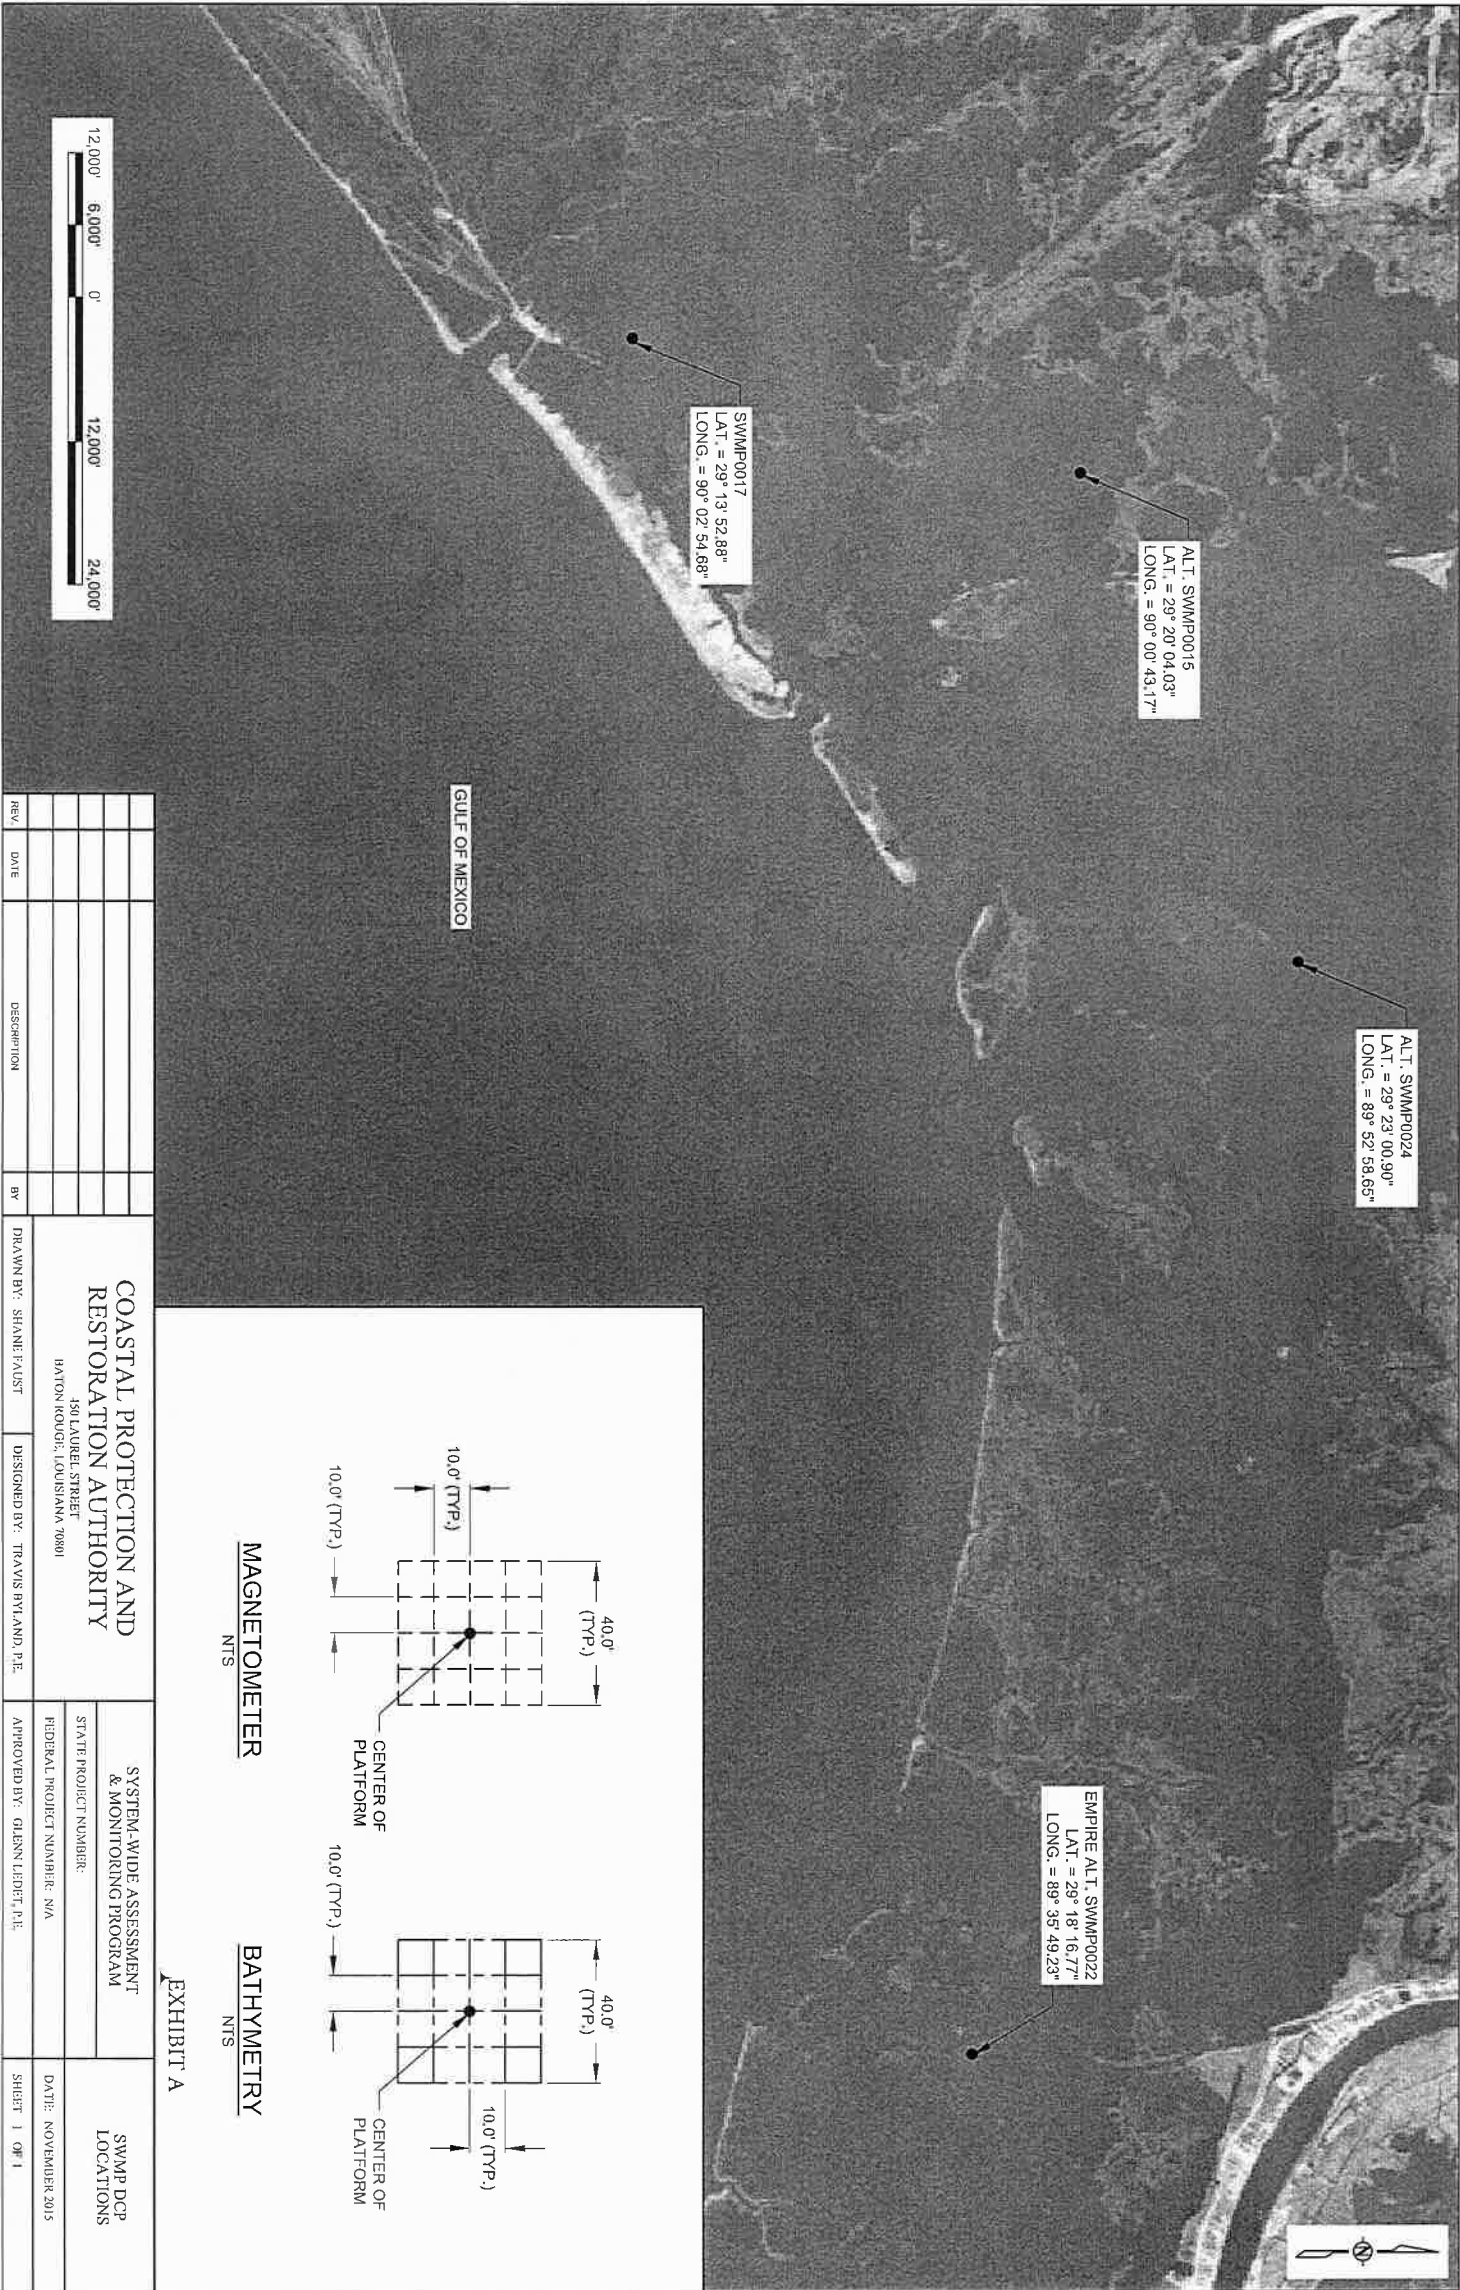 ALT. SWMP0024
LAT. = 29° 23' 00.90"
LONG. = 89° 52' 58.65"
ALT. SWMP0015
LAT. = 29° 20' 04.03"
LONG. = 90° 00' 43.17"
EMPIRE ALT. SWMP0022
LAT. = 29° 18' 16.77"
LONG. = 89° 35' 49.23"
SWMP0017
LAT. = 29° 13' 52.88"
LONG. = 90° 02' 54.68"
GULF OF MEXICO
12,000' 6,000' 0' 12,000' 24,000'
N
40.0'
(TYP.)
10.0' (TYP.)
10.0' (TYP.)
CENTER OF
PLATFORM
MAGNETOMETER
NTS
40.0'
(TYP.)
10.0' (TYP.)
10.0' (TYP.)
CENTER OF
PLATFORM
BATHYMETRY
NTS
EXHIBIT A
REV. DATE DESCRIPTION BY
COASTAL PROTECTION AND
RESTORATION AUTHORITY
450 LAUREL STREET
BATON ROUGE, LOUISIANA 70801
DRAWN BY: SHANE FAUST
DESIGNED BY: TRAVIS BYLAND, P.E.
SYSTEM-WIDE ASSESSMENT
& MONITORING PROGRAM
STATE PROJECT NUMBER:
FEDERAL PROJECT NUMBER: N/A
APPROVED BY: GLENN LEDET, P.E.
SWMP DCP
LOCATIONS
DATE: NOVEMBER 2015
SHEET 1 OF 1